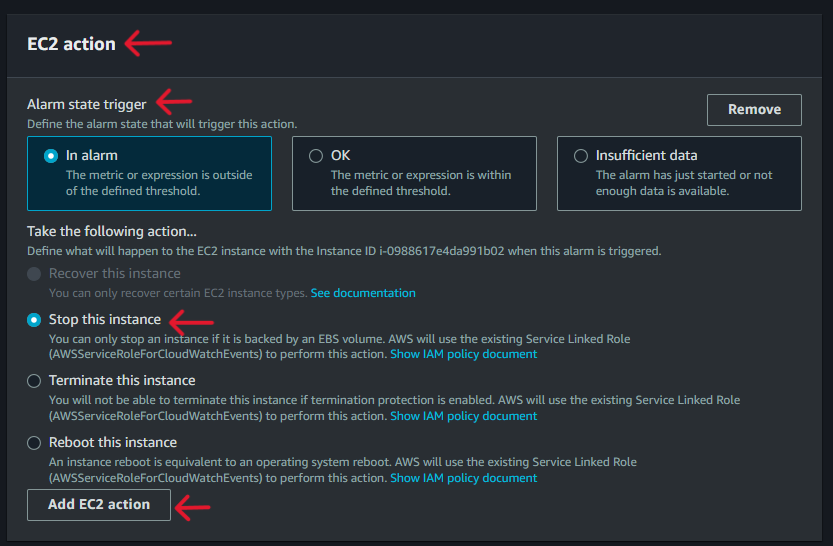 EC2 action
Alarm state trigger
Define the alarm state that will trigger this action.
Remove
In alarm
The metric or expression is outside
of the defined threshold.
OK
The metric or expression is within
the defined threshold.
Insufficient data
The alarm has just started or not
enough data is available.
Take the following action...
Define what will happen to the EC2 instance with the Instance ID i-0988617e4da991b02 when this alarm is triggered.
Recover this instance
You can only recover certain EC2 instance types. See documentation
Stop this instance
You can only stop an instance if it is backed by an EBS volume. AWS will use the existing Service Linked Role
(AWSServiceRoleForCloudWatchEvents) to perform this action. Show IAM policy document
Terminate this instance
You will not be able to terminate this instance if termination protection is enabled. AWS will use the existing Service Linked Role
(AWSServiceRoleForCloudWatchEvents) to perform this action. Show IAM policy document
Reboot this instance
An instance reboot is equivalent to an operating system reboot. AWS will use the existing Service Linked Role
(AWSServiceRoleForCloudWatchEvents) to perform this action. Show IAM policy document
Add EC2 action